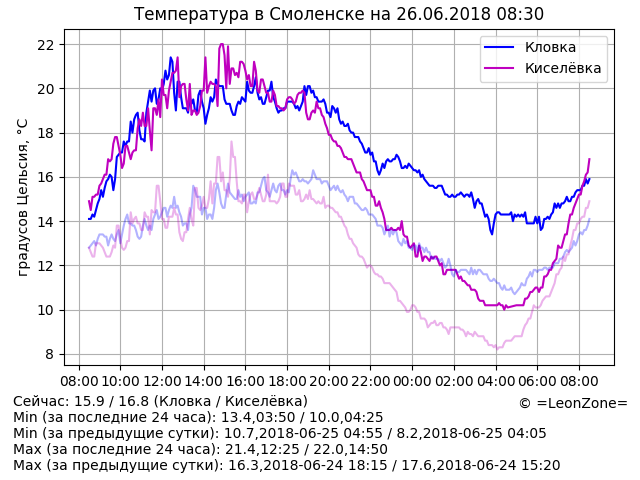 Температура в Смоленске на 26.06.2018 08:30
Кловка
Киселёвка
градусов Цельсия, °C
22
20
18
16
14
12
10
8
08:00 10:00 12:00 14:00 16:00 18:00 20:00 22:00 00:00 02:00 04:00 06:00 08:00
Сейчас: 15.9 / 16.8 (Кловка / Киселёвка)
© =LeonZone=
Min (за последние 24 часа): 13.4,03:50 / 10.0,04:25
Min (за предыдущие сутки): 10.7,2018-06-25 04:55 / 8.2,2018-06-25 04:05
Max (за последние 24 часа): 21.4,12:25 / 22.0,14:50
Max (за предыдущие сутки): 16.3,2018-06-24 18:15 / 17.6,2018-06-24 15:20